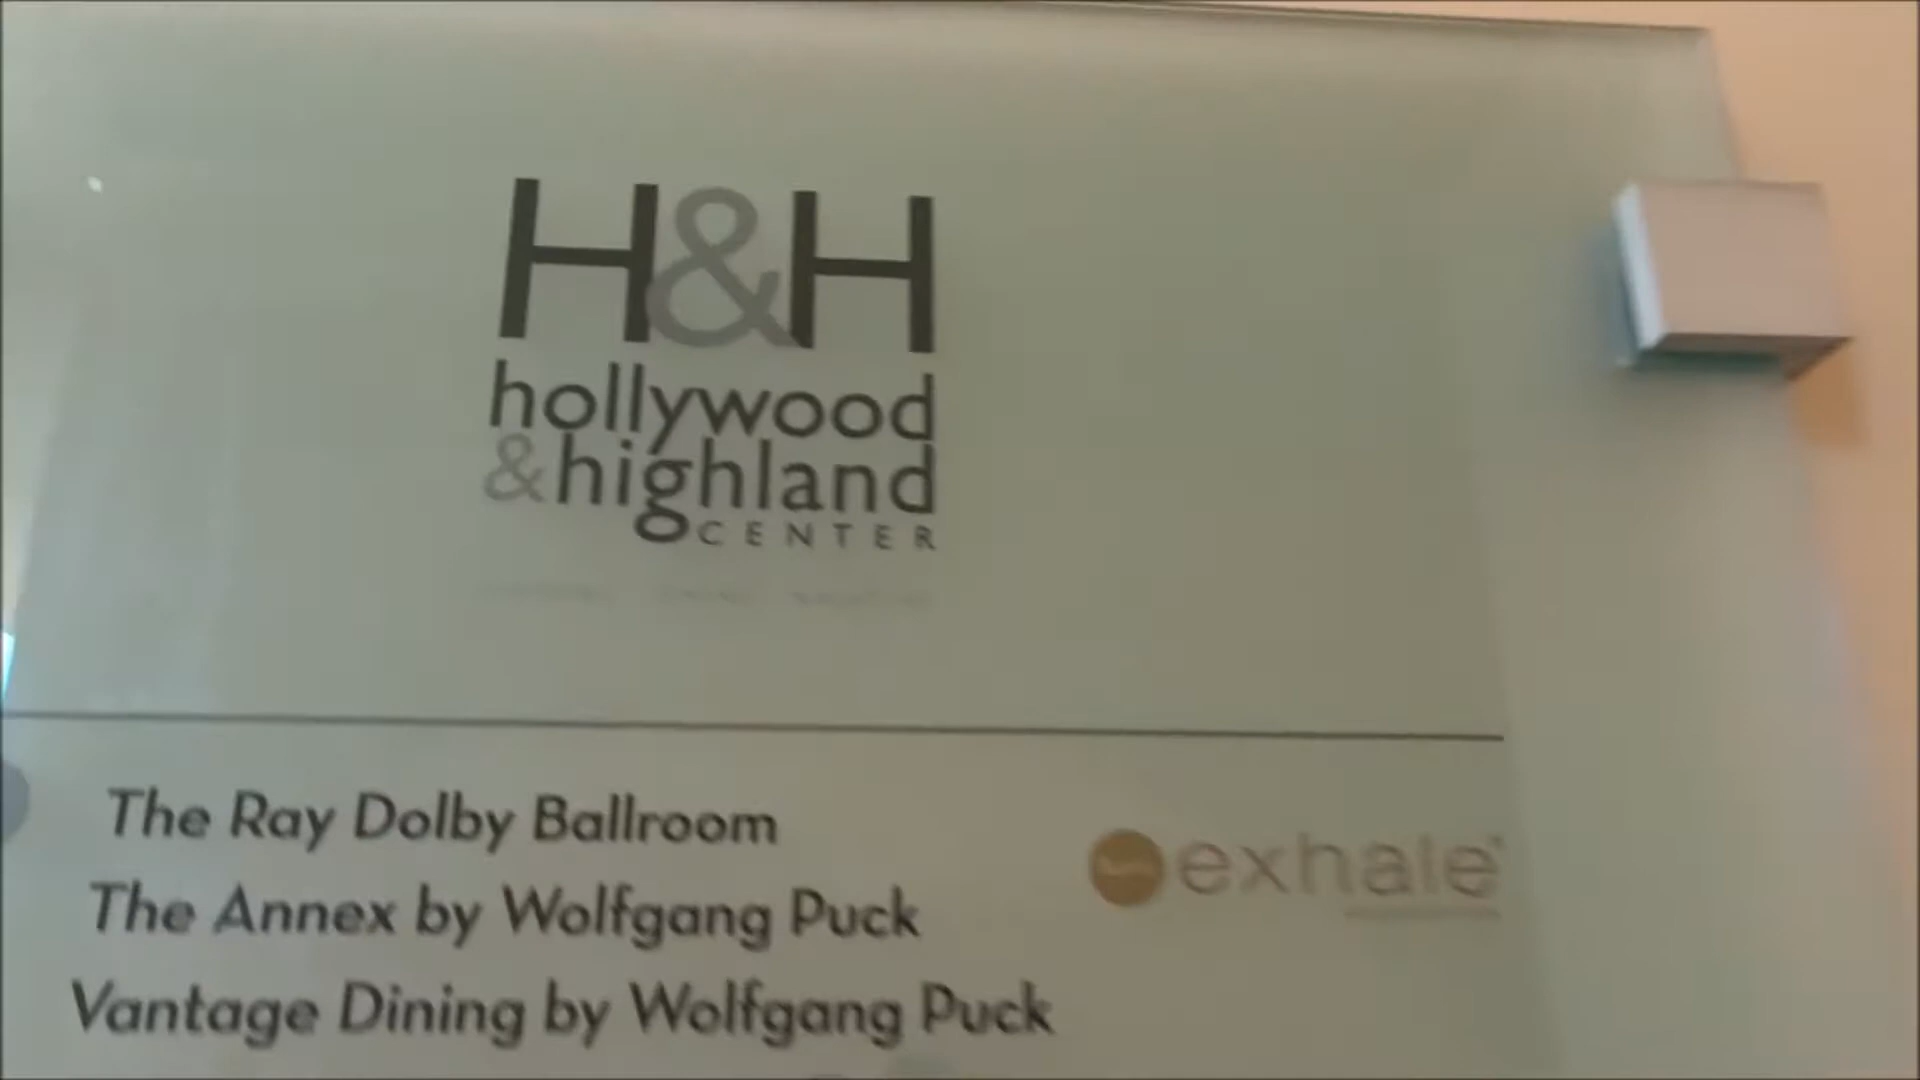 H&H
hollywood
&highland
CENTER
The Ray Dolby Ballroom
The Annex by Wolfgang Puck
Vantage Dining by Wolfgang Puck
exhale